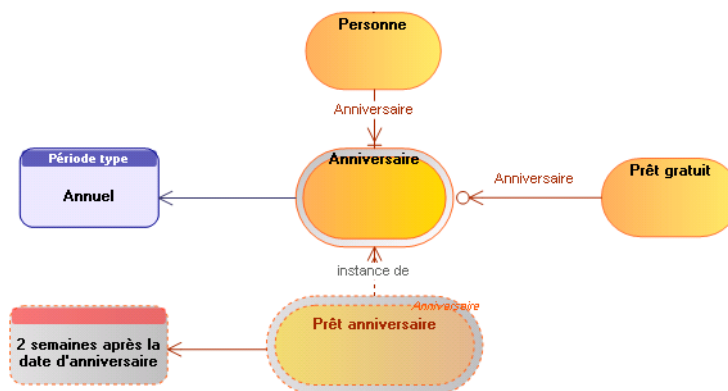 Personne
Anniversaire
Période type
Annuel
Anniversaire
Anniversaire
Prêt gratuit
instance de
Anniversaire
Prêt anniversaire
2 semaines après la
date d'anniversaire